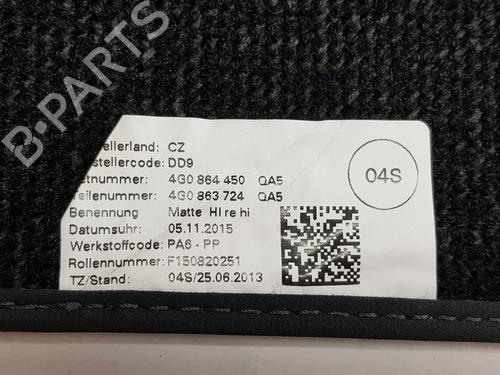 B-PARTS
ellerland: CZ
stellercode: DD9
etnummer: 4G0 864 450 QA5
eilenummer: 4G0 863 724 QA5
Benennung Matte HI re hi
Datumsuhr: 05.11.2015
Werkstoffcode: PA6 - PP
Rollennummer: F150820251
TZ/Stand: 04S/25.06.2013
04S